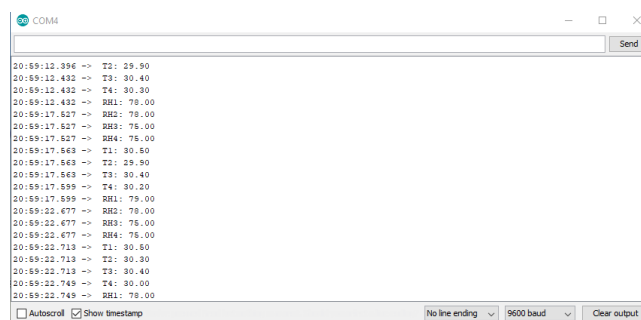 COM4
Send
20:59:12.396 -> T2: 29.90
20:59:12.432 -> T3: 30.40
20:59:12.432 -> T4: 30.30
20:59:12.432 -> RH1: 78.00
20:59:17.527 -> RH2: 78.00
20:59:17.527 -> RH3: 75.00
20:59:17.527 -> RH4: 75.00
20:59:17.563 -> T1: 30.50
20:59:17.563 -> T2: 29.90
20:59:17.563 -> T3: 30.40
20:59:17.599 -> T4: 30.20
20:59:17.599 -> RH1: 79.00
20:59:22.677 -> RH2: 78.00
20:59:22.677 -> RH3: 75.00
20:59:22.677 -> RH4: 75.00
20:59:22.713 -> T1: 30.50
20:59:22.713 -> T2: 30.30
20:59:22.713 -> T3: 30.40
20:59:22.749 -> T4: 30.00
20:59:22.749 -> RH1: 78.00
Autoscroll Show timestamp No line ending 9600 baud Clear output